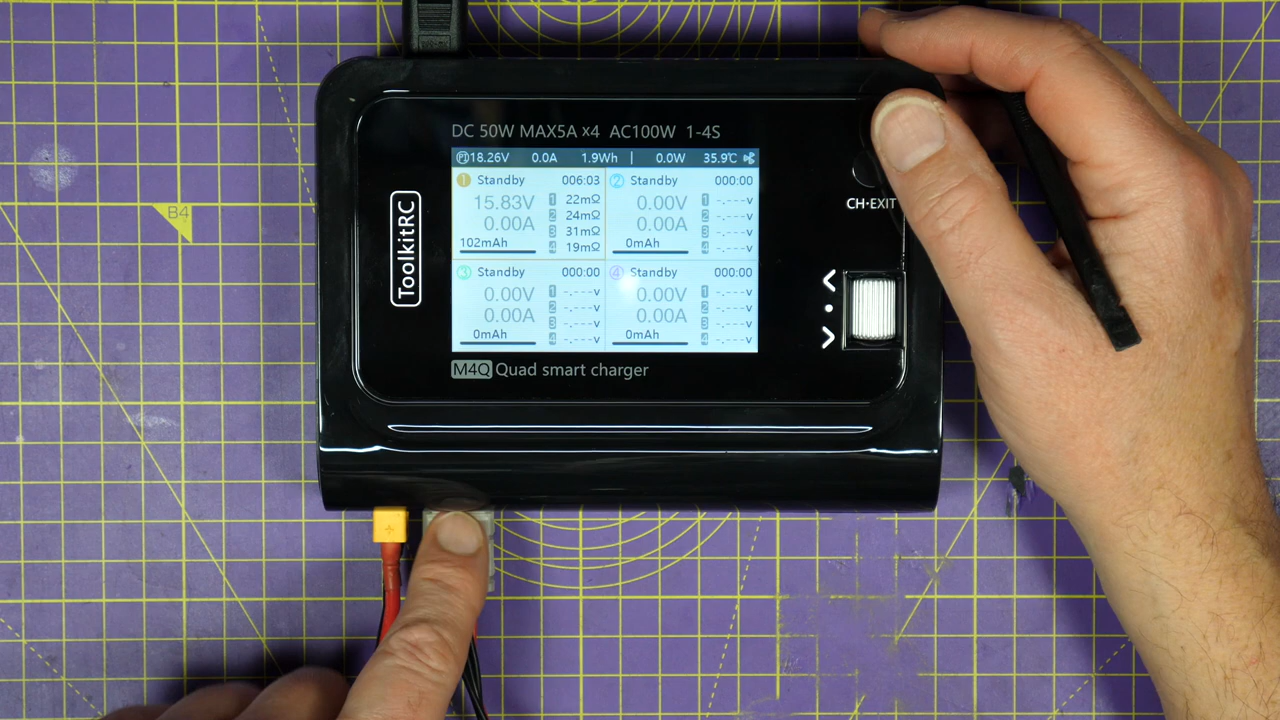 DC 50W MAX5A x4 AC100W 1-4S
18.26V 0.0A 1.9Wh | 0.0W 35.9℃
1 Standby 006:03
15.83V
0.00A
102mAh
1 22mΩ
2 24mΩ
3 31mΩ
4 19mΩ
2 Standby 000:00
0.00V
0.00A
0mAh
1 -.---v
2 -.---v
3 -.---v
4 -.---v
3 Standby 000:00
0.00V
0.00A
0mAh
1 -.---v
2 -.---v
3 -.---v
4 -.---v
4 Standby 000:00
0.00V
0.00A
0mAh
1 -.---v
2 -.---v
3 -.---v
4 -.---v
M4Q Quad smart charger
ToolkitRC
CH•EXIT
< • >
B4